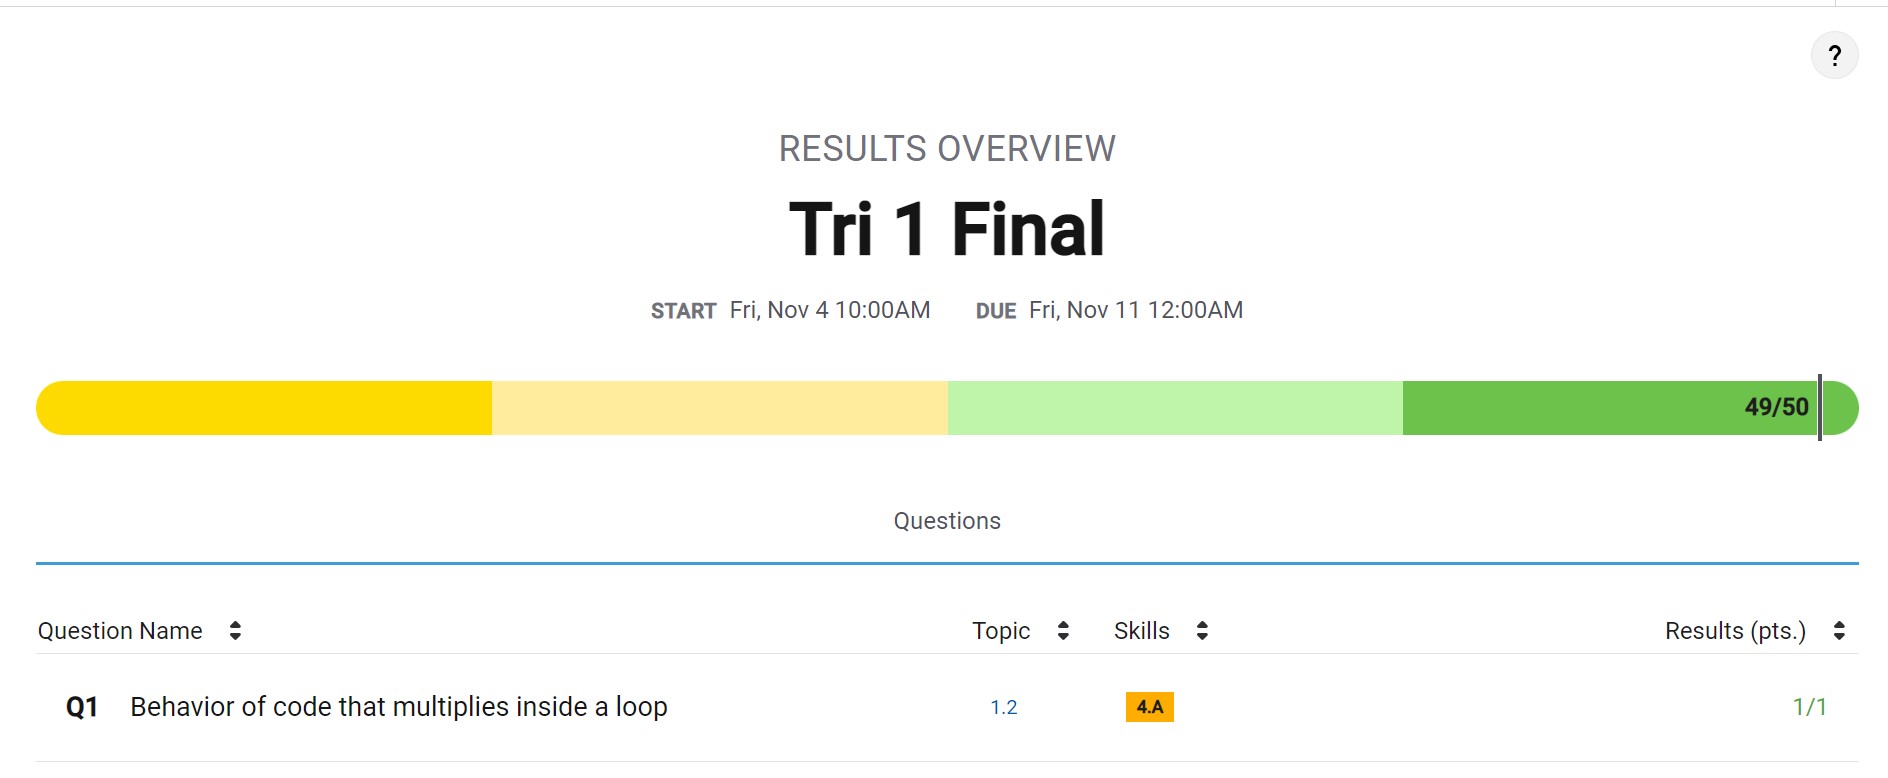 ?
RESULTS OVERVIEW
Tri 1 Final
START Fri, Nov 4 10:00AM DUE Fri, Nov 11 12:00AM
49/50
Questions
Question Name Topic Skills Results (pts.)
Q1 Behavior of code that multiplies inside a loop 1.2 4.A 1/1